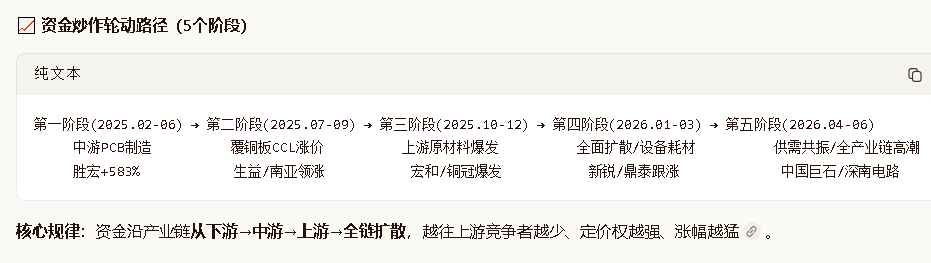 资金炒作轮动路径（5个阶段）
纯文本
第一阶段(2025.02-06) → 第二阶段(2025.07-09) → 第三阶段(2025.10-12) → 第四阶段(2026.01-03) → 第五阶段(2026.04-06)
中游PCB制造 覆铜板CCL涨价 上游原材料爆发 全面扩散/设备耗材 供需共振/全产业链高潮
胜宏+583% 生益/南亚领涨 宏和/铜冠爆发 新锐/鼎泰跟涨 中国巨石/深南电路
核心规律：资金沿产业链从下游→中游→上游→全链扩散，越往上游竞争者越少、定价权越强、涨幅越猛。